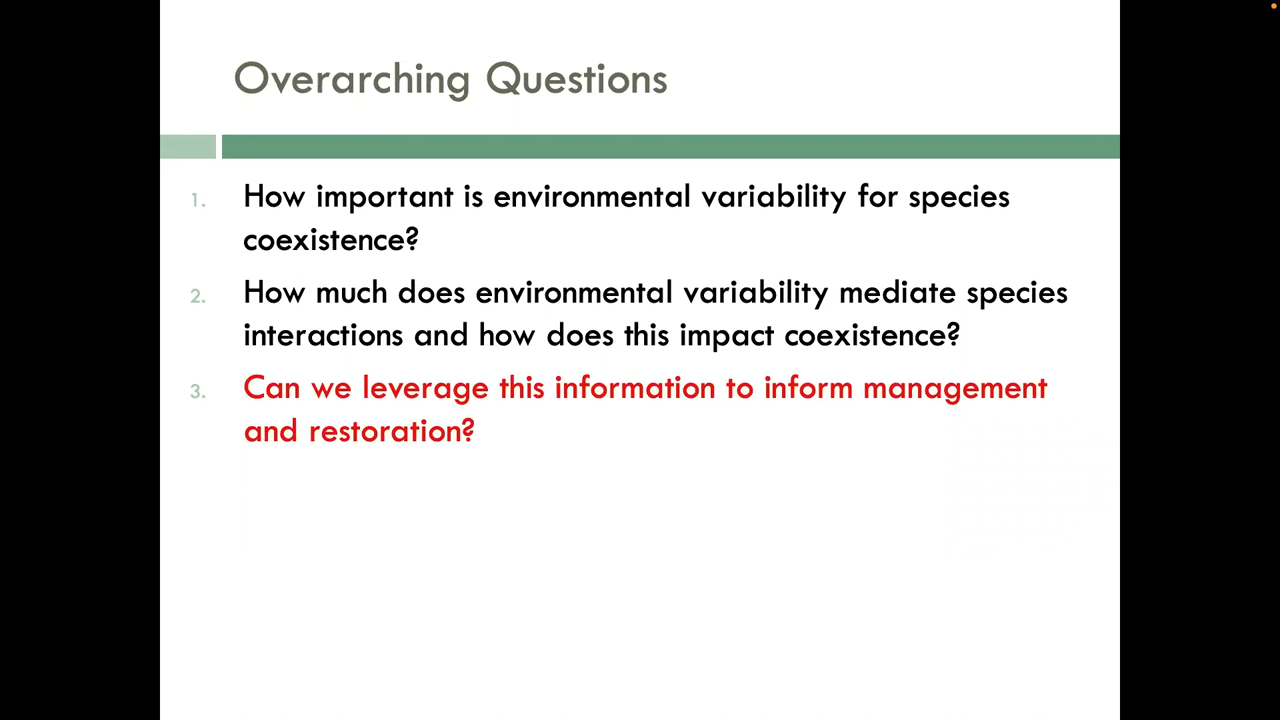 Overarching Questions
1. How important is environmental variability for species
coexistence?
2. How much does environmental variability mediate species
interactions and how does this impact coexistence?
3. Can we leverage this information to inform management
and restoration?